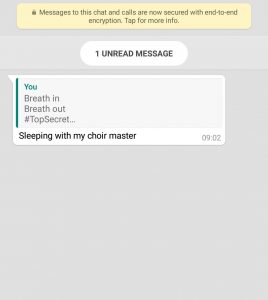 Messages to this chat and calls are now secured with end-to-end
encryption. Tap for more info.
1 UNREAD MESSAGE
You
Breath in
Breath out
#TopSecret...
Sleeping with my choir master
09:02